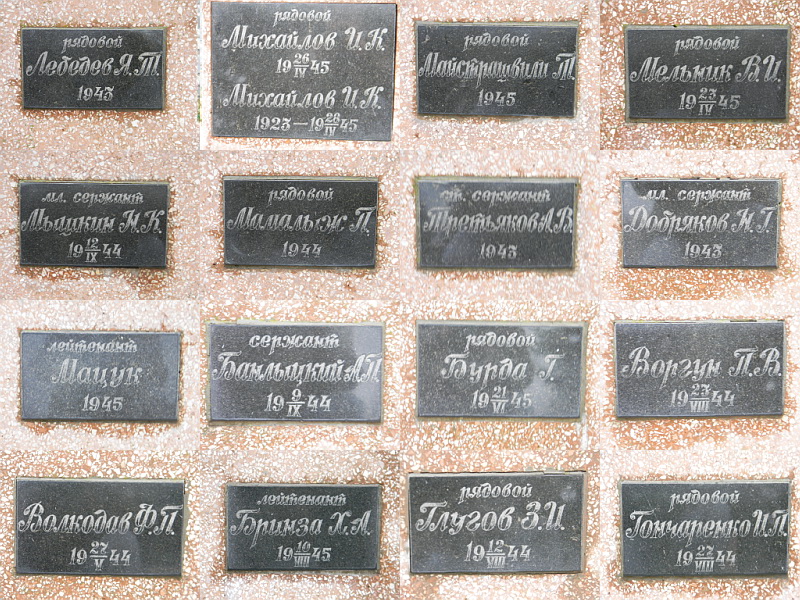 рядовой
Лебедев Я.Т.
1943
рядовой
Михайлов И.К.
19 26/IV 45
Михайлов И.К.
1923—19 26/IV 45
рядовой
Майстрашвили Т.
1945
рядовой
Мельник В.И.
19 23/IV 45
мл. сержант
Мышкин Н.К.
19 12/IX 44
рядовой
Мамалыж П.
1944
ст. сержант
Третьяков А.В.
1943
мл. сержант
Добряков Н.Г.
1943
лейтенант
Мацук
1945
сержант
19 9/IX 44
рядовой
Бурда Г.
19 21/VI 45
Воргун П.В.
19 23/VIII 44
Волкодав Ф.П.
19 27/V 44
лейтенант
Бринза Х.А.
19 10/VIII 45
рядовой
Глугов З.И.
19 12/VIII 44
рядовой
Гончаренко И.П.
19 27/VIII 44